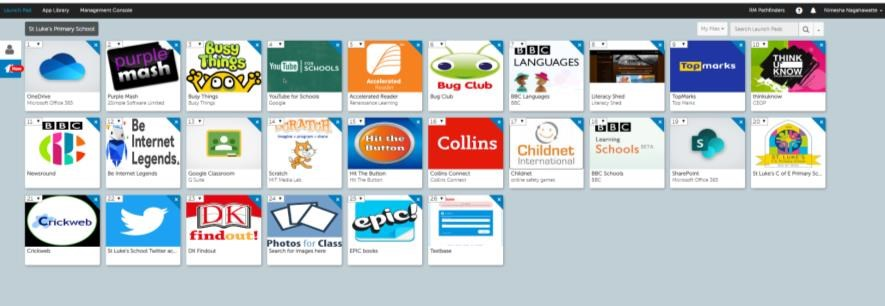 Launch Pad App Library Management Console RM Pathfinders Nimesha Naganawatte
St Luke's Primary School My Files Search Launch Pads
1 2 3 4 5 6 7 8 9 10
purple mash
BUSY THINGS
YouTube FOR SCHOOLS
Accelerated Reader
Bug Club
BBC LANGUAGES
Topmarks
THINK U KNOW
OneDrive Purple Mash Busy Things YouTube for Schools Accelerated Reader Bug Club BBC Languages Literacy Shed TopMarks thinkuknow
Microsoft Office 365 2Simple Software Limited Busy Things Google Renaissance Learning BBC Literacy Shed Top Marks CEOP
11 12 13 14 15 16 17 18 19 20
BBC
Be Internet Legends.
SCRATCH
imagine • program • share
Hit the Button
Collins
Childnet International
BBC Learning Schools BETA
S
ST LUKE'S
Newsround Be Internet Legends Google Classroom Scratch Hit The Button Collins Connect Childnet BBC Schools SharePoint St Luke's C of E Primary Sc...
G Suite MIT Media Lab. Hit The Button Collins Connect online safety games BBC Microsoft Office 365
21 22 23 24 25 26
Crickweb
DK findout!
Photos for Class
epic!
Crickweb St Luke's School Twitter ac... DK Findout Search for images here EPIC books Textease